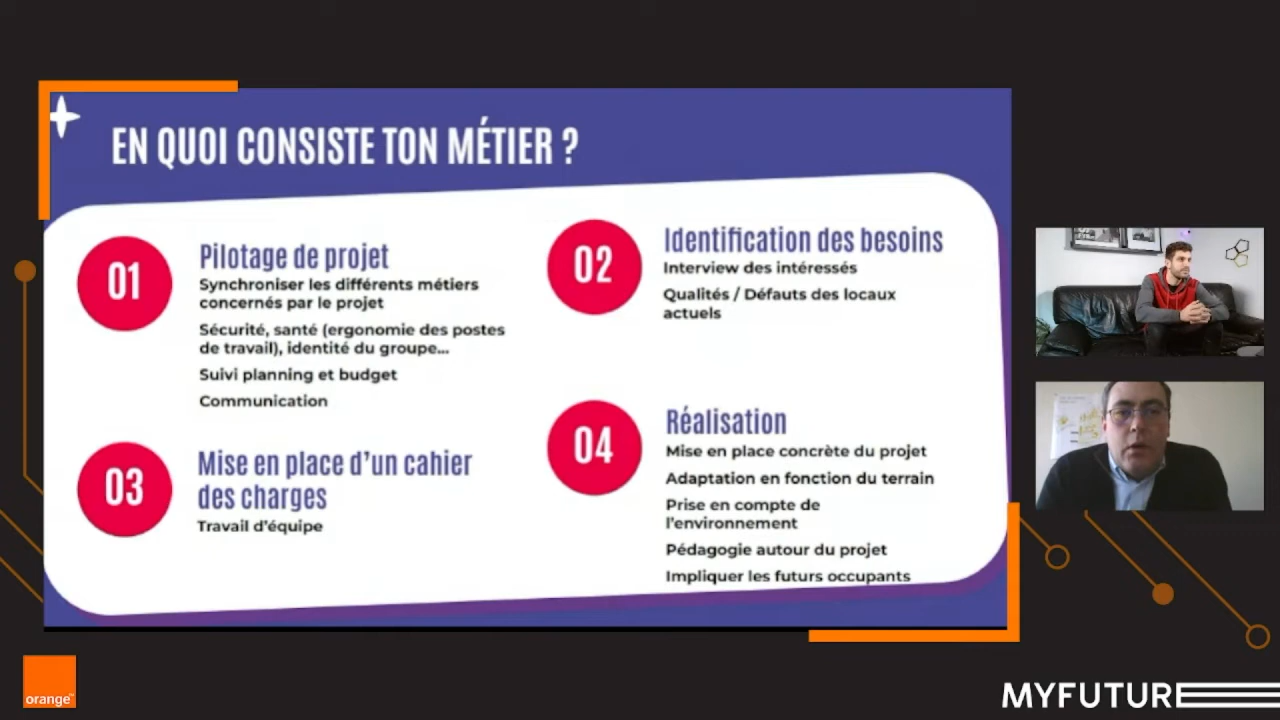 EN QUOI CONSISTE TON MÉTIER ?
01
Pilotage de projet
Synchroniser les différents métiers
concernés par le projet
Sécurité, santé (ergonomie des postes
de travail), identité du groupe...
Suivi planning et budget
Communication
02
Identification des besoins
Interview des intéressés
Qualités / Défauts des locaux
actuels
03
Mise en place d'un cahier
des charges
Travail d'équipe
04
Réalisation
Mise en place concrète du projet
Adaptation en fonction du terrain
Prise en compte de
l'environnement
Pédagogie autour du projet
Impliquer les futurs occupants
orange™
MYFUTURE